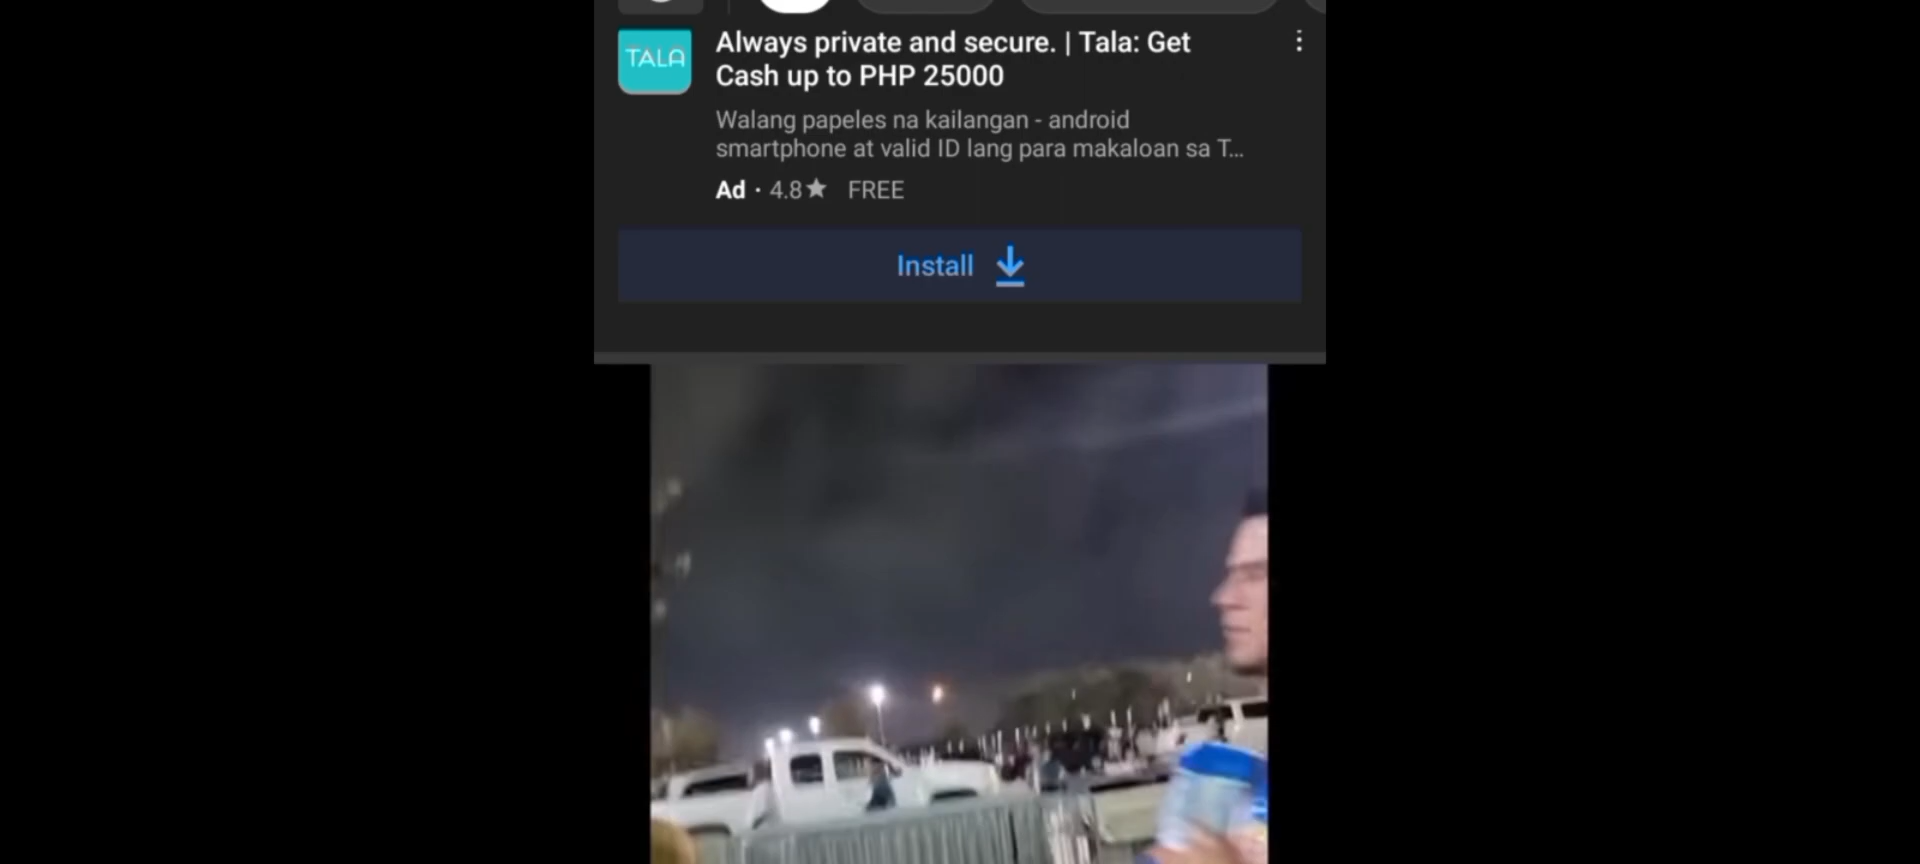 TALA
Always private and secure. | Tala: Get
Cash up to PHP 25000
Walang papeles na kailangan - android
smartphone at valid ID lang para makaloan sa T...
Ad · 4.8★ FREE
Install